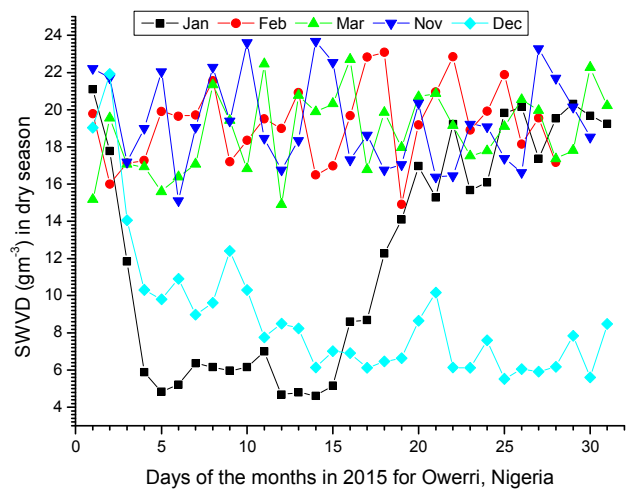 Jan Feb Mar Nov Dec
SWVD (gm-3) in dry season
24
22
20
18
16
14
12
10
8
6
4
0 5 10 15 20 25 30
Days of the months in 2015 for Owerri, Nigeria